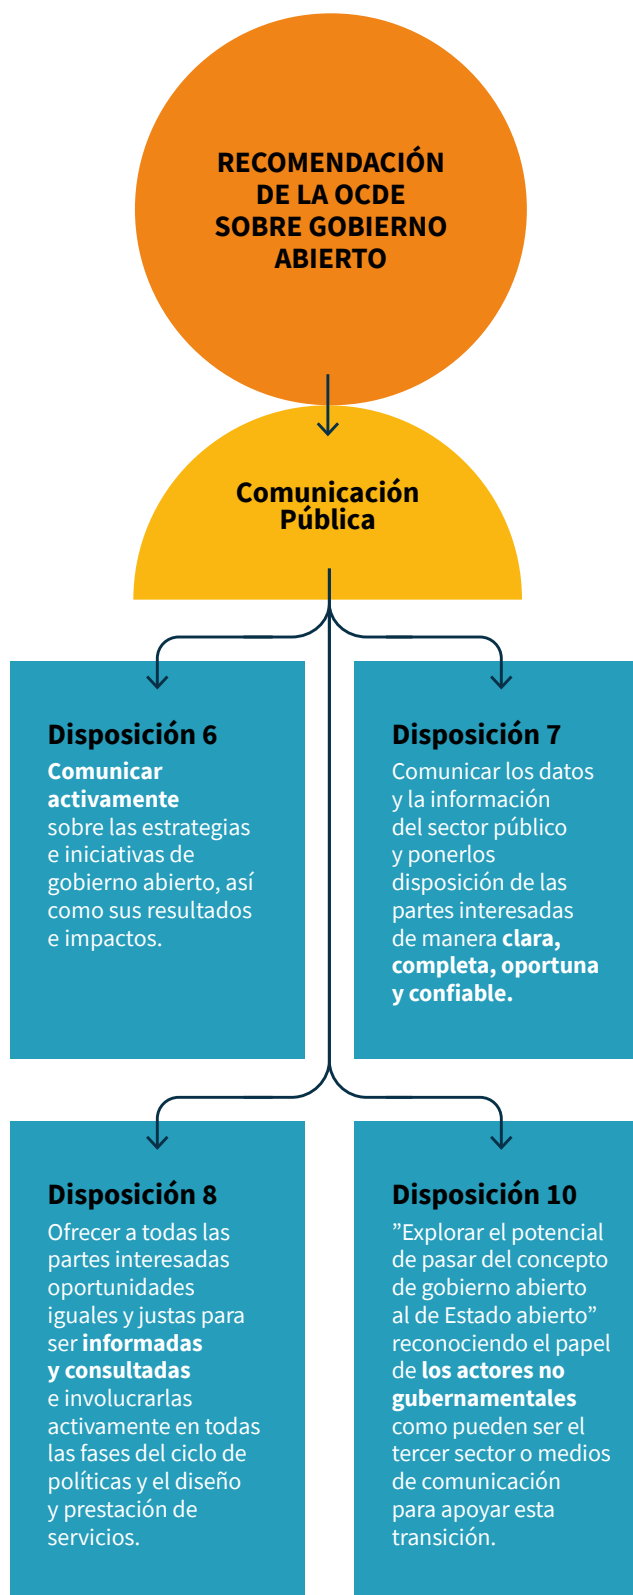 RECOMENDACIÓN
DE LA OCDE
SOBRE GOBIERNO
ABIERTO
Comunicación
Pública
Disposición 6
Comunicar
activamente
sobre las estrategias
e iniciativas de
gobierno abierto, así
como sus resultados
e impactos.
Disposición 7
Comunicar los datos
y la información
del sector público
y ponerlos
disposición de las
partes interesadas
de manera clara,
completa, oportuna
y confiable.
Disposición 8
Ofrecer a todas las
partes interesadas
oportunidades
iguales y justas para
ser informadas
y consultadas
e involucrarlas
activamente en todas
las fases del ciclo de
políticas y el diseño
y prestación de
servicios.
Disposición 10
”Explorar el potencial
de pasar del concepto
de gobierno abierto
al de Estado abierto”
reconociendo el papel
de los actores no
gubernamentales
como pueden ser el
tercer sector o medios
de comunicación
para apoyar esta
transición.